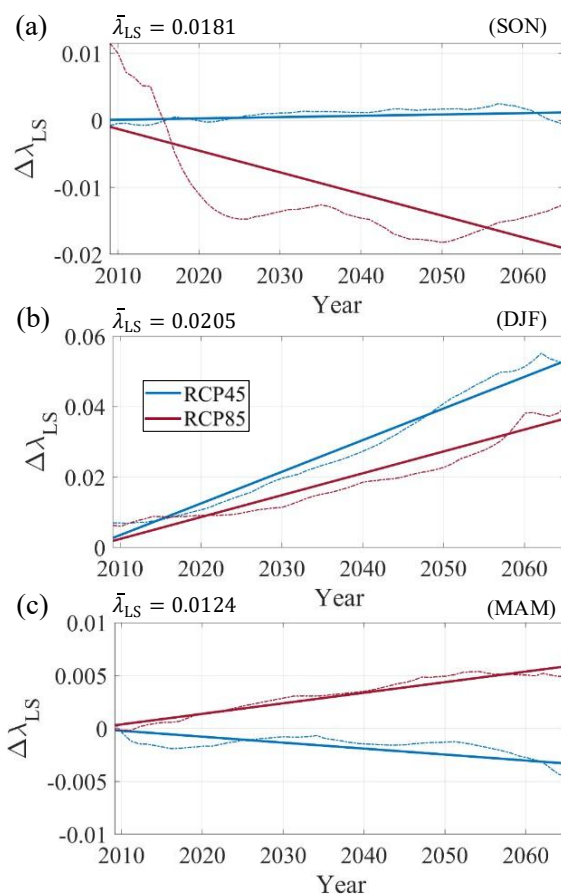 (a) λ̄LS = 0.0181 (SON)
0.01
0
-0.01
-0.02
ΔλLS
2010 2020 2030 2040 2050 2060
Year
(b) λ̄LS = 0.0205 (DJF)
0.06
0.04
0.02
0
ΔλLS
RCP45
RCP85
2010 2020 2030 2040 2050 2060
Year
(c) λ̄LS = 0.0124 (MAM)
0.01
0.005
0
-0.005
-0.01
ΔλLS
2010 2020 2030 2040 2050 2060
Year